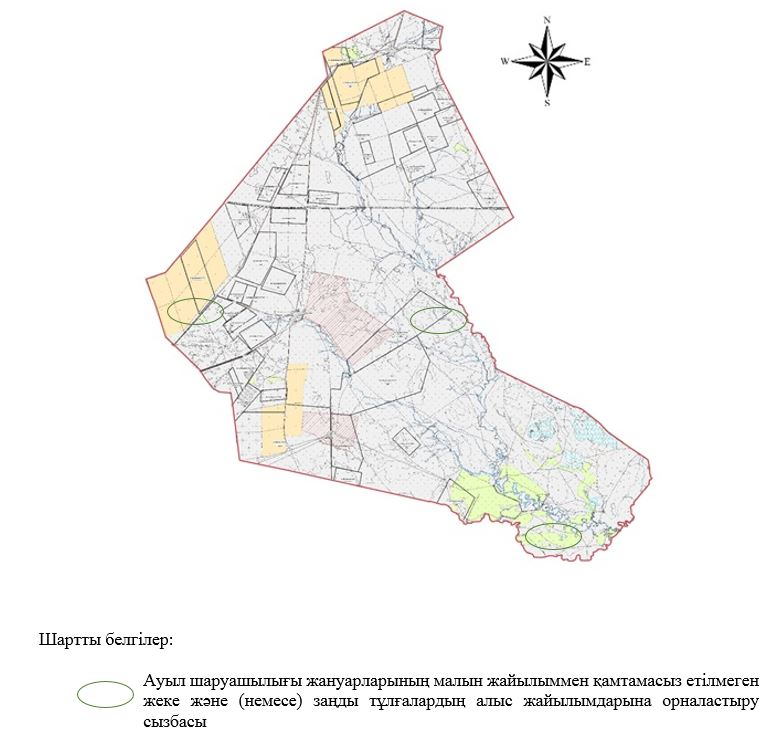 N
W E
S
Шартты белгілер:
Ауыл шаруашылығы жануарларының малын жайылыммен қамтамасыз етілмеген
жеке және (немесе) заңды тұлғалардың алыс жайылымдарына орналастыру
сызбасы